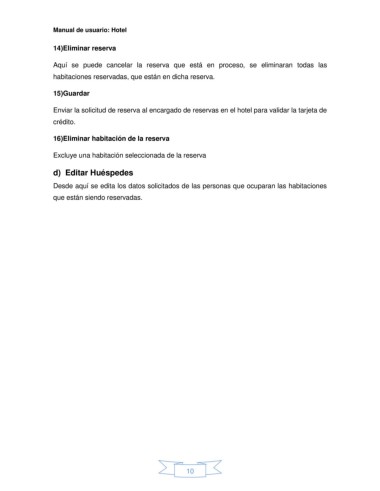 Manual de usuario: Hotel
14)Eliminar reserva
Aquí se puede cancelar la reserva que está en proceso, se eliminaran todas las
habitaciones reservadas, que están en dicha reserva.
15)Guardar
Enviar la solicitud de reserva al encargado de reservas en el hotel para validar la tarjeta de
crédito.
16)Eliminar habitación de la reserva
Excluye una habitación seleccionada de la reserva
d) Editar Huéspedes
Desde aquí se edita los datos solicitados de las personas que ocuparan las habitaciones
que están siendo reservadas.
10